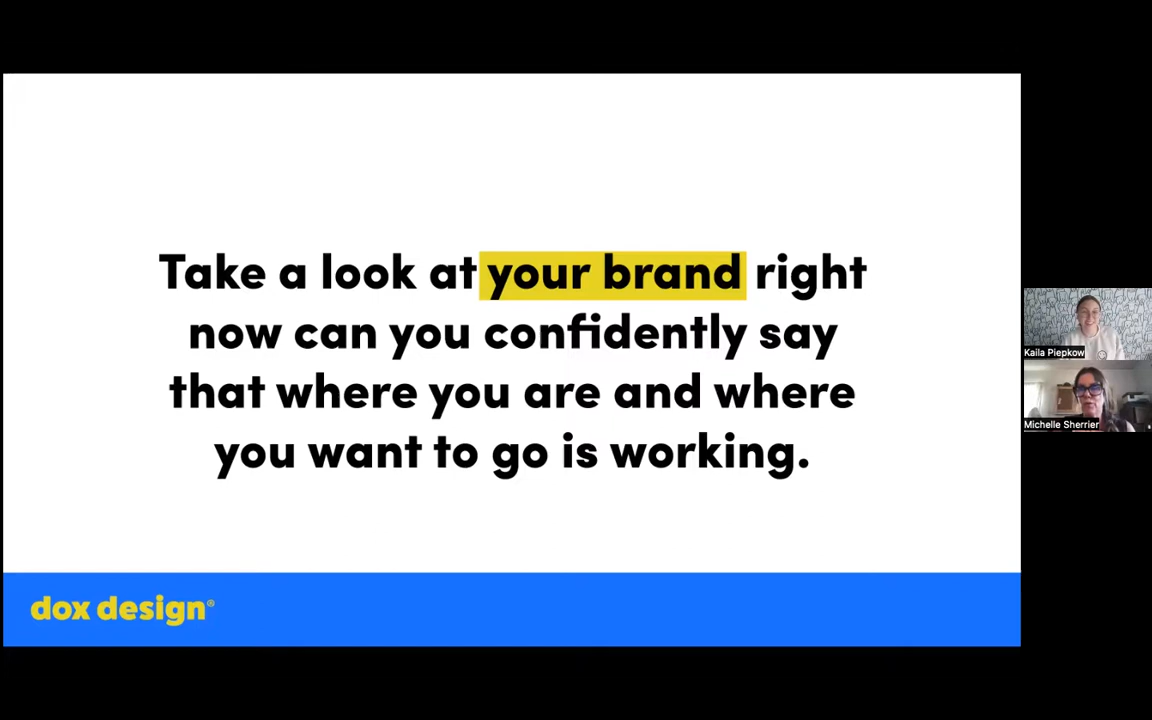 Take a look at your brand right
now can you confidently say
that where you are and where
you want to go is working.
dox design®
Kaila Piepkow
Michelle Sherrier